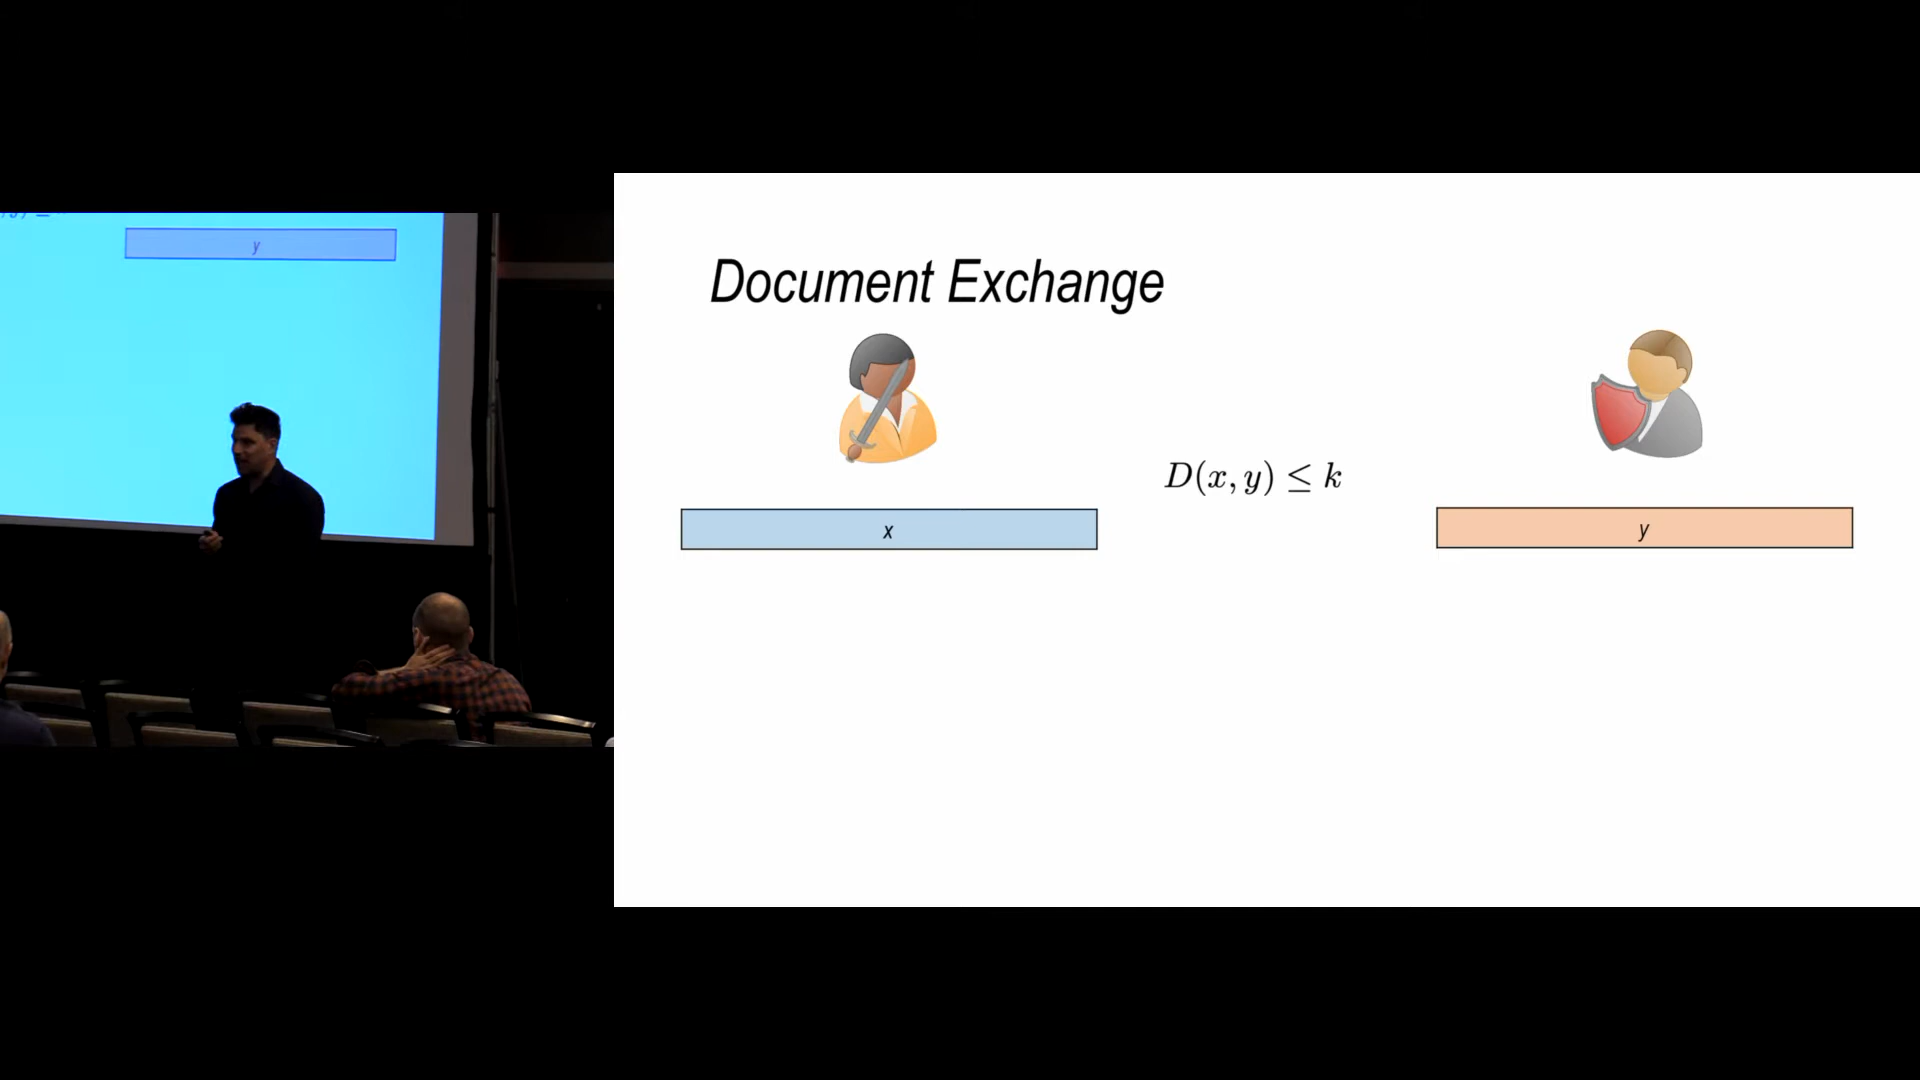 y
Document Exchange
D(x, y) ≤ k
x
y